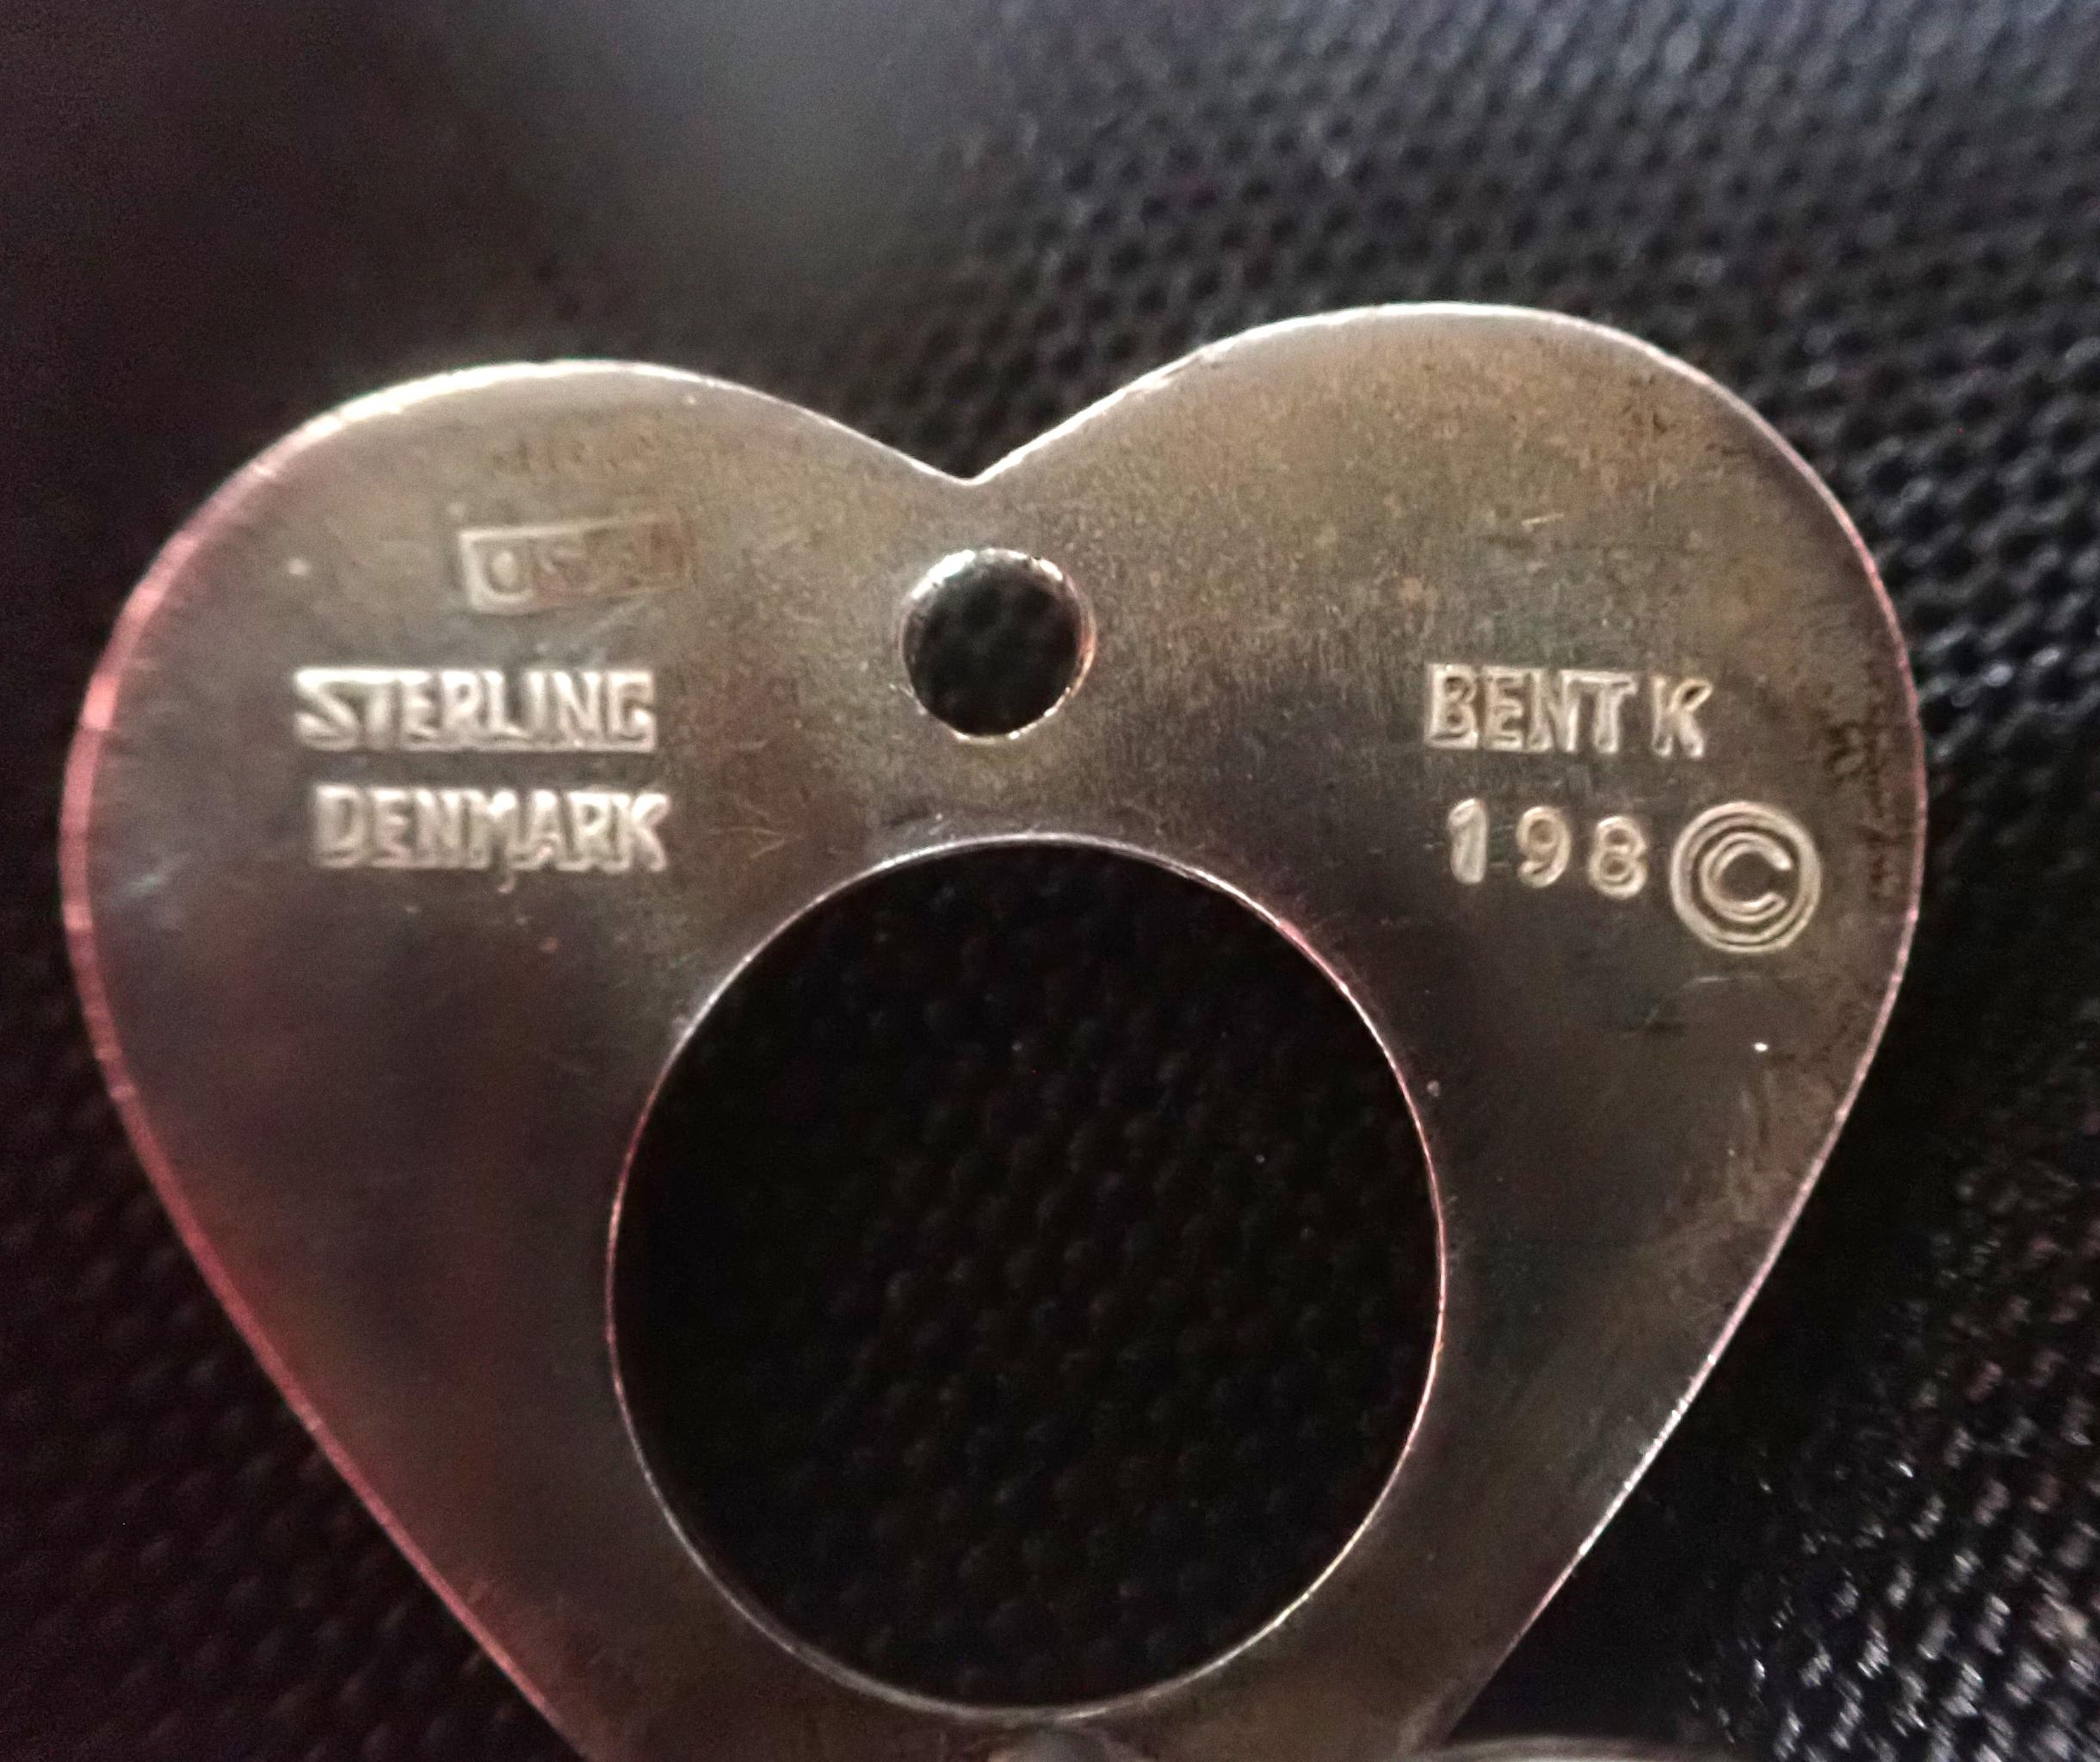 STERLING
DENMARK
BENT K
198 ©